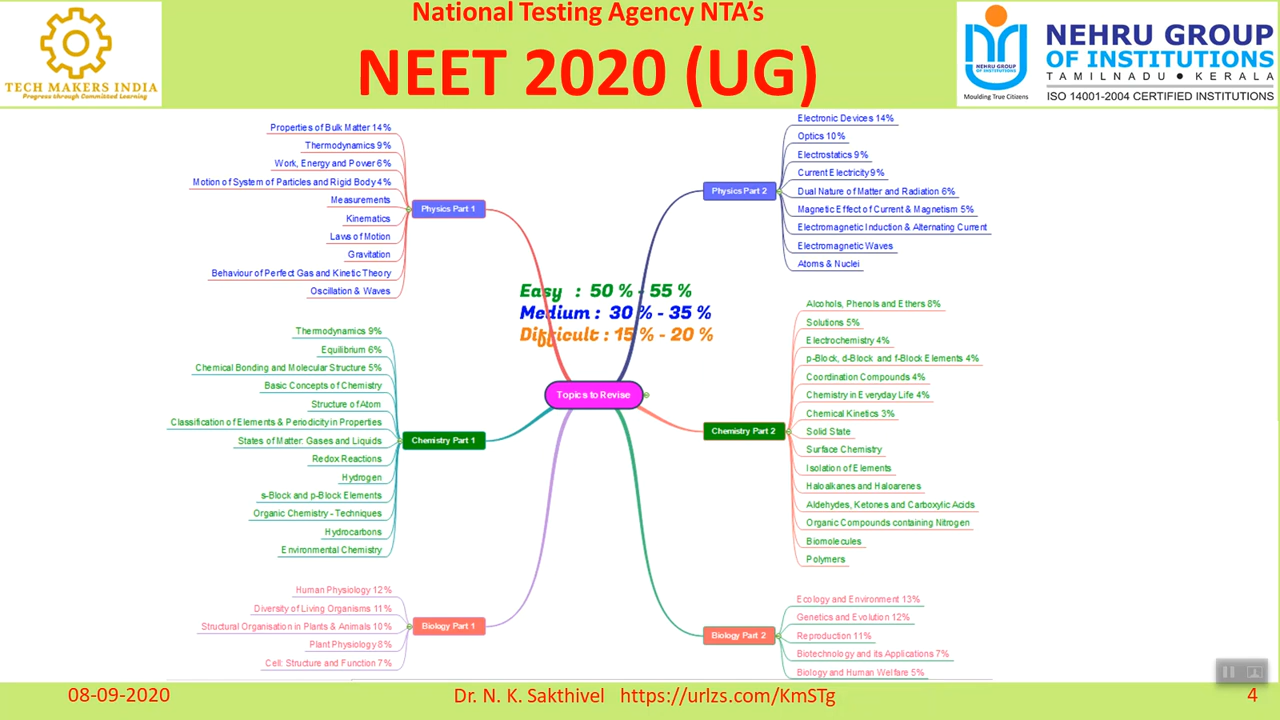 National Testing Agency NTA's
NEET 2020 (UG)
TECH MAKERS INDIA
Progress through Committed Learning
NEHRU GROUP
OF INSTITUTIONS
Moulding True Citizens
NEHRU GROUP
OF INSTITUTIONS
TAMILNADU ● KERALA
ISO 14001-2004 CERTIFIED INSTITUTIONS
Properties of Bulk Matter 14%
Thermodynamics 9%
Work, Energy and Power 6%
Motion of System of Particles and Rigid Body 4%
Measurements
Kinematics
Laws of Motion
Gravitation
Behaviour of Perfect Gas and Kinetic Theory
Oscillation & Waves
Physics Part 1
Physics Part 2
Electronic Devices 14%
Optics 10%
Electrostatics 9%
Current Electricity 9%
Dual Nature of Matter and Radiation 6%
Magnetic Effect of Current & Magnetism 5%
Electromagnetic Induction & Alternating Current
Electromagnetic Waves
Atoms & Nuclei
Easy : 50 % - 55 %
Medium : 30 % - 35 %
Difficult : 15 % - 20 %
Topics to Revise
Thermodynamics 9%
Equilibrium 6%
Chemical Bonding and Molecular Structure 5%
Basic Concepts of Chemistry
Structure of Atom
Classification of Elements & Periodicity in Properties
States of Matter: Gases and Liquids
Redox Reactions
Hydrogen
s-Block and p-Block Elements
Organic Chemistry - Techniques
Hydrocarbons
Environmental Chemistry
Chemistry Part 1
Chemistry Part 2
Alcohols, Phenols and Ethers 8%
Solutions 5%
Electrochemistry 4%
p-Block, d-Block and f-Block Elements 4%
Coordination Compounds 4%
Chemistry in Everyday Life 4%
Chemical Kinetics 3%
Solid State
Surface Chemistry
Isolation of Elements
Haloalkanes and Haloarenes
Aldehydes, Ketones and Carboxylic Acids
Organic Compounds containing Nitrogen
Biomolecules
Polymers
Human Physiology 12%
Diversity of Living Organisms 11%
Structural Organisation in Plants & Animals 10%
Plant Physiology 8%
Cell: Structure and Function 7%
Biology Part 1
Biology Part 2
Ecology and Environment 13%
Genetics and Evolution 12%
Reproduction 11%
Biotechnology and its Applications 7%
Biology and Human Welfare 5%
08-09-2020
Dr. N. K. Sakthivel https://urlzs.com/KmSTg
4